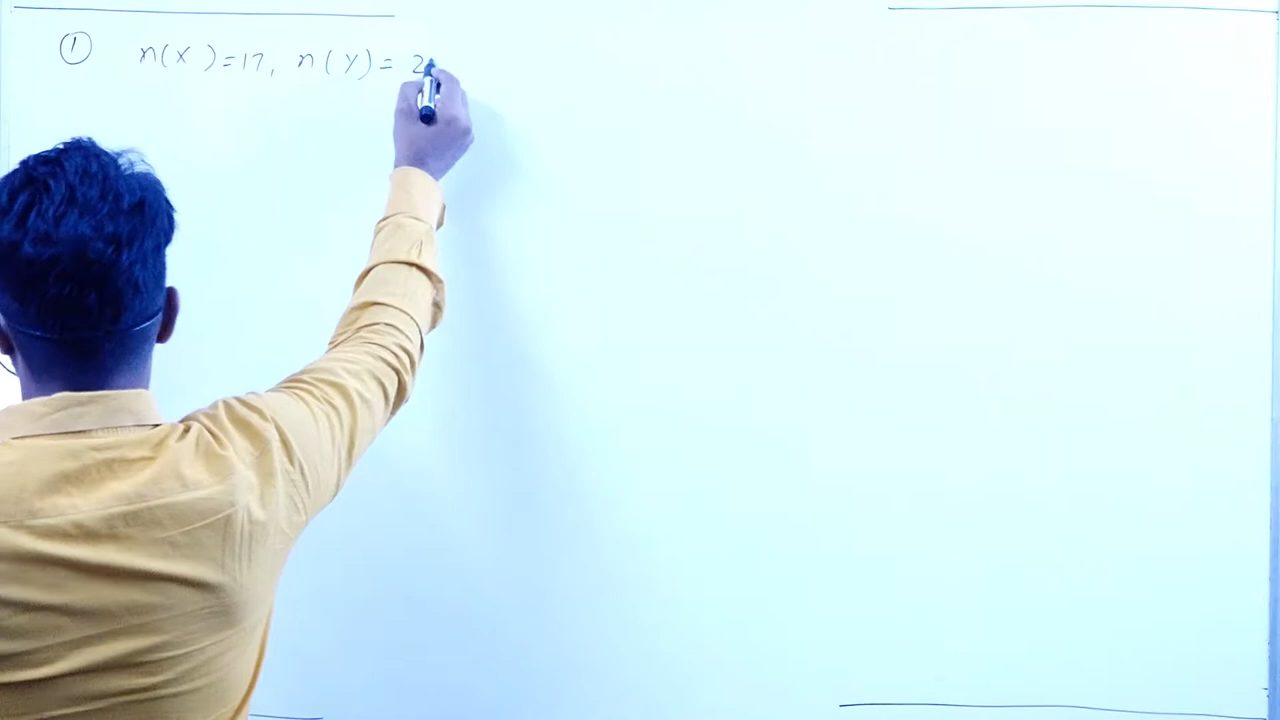 ① n(X)=17, n(Y)= 2